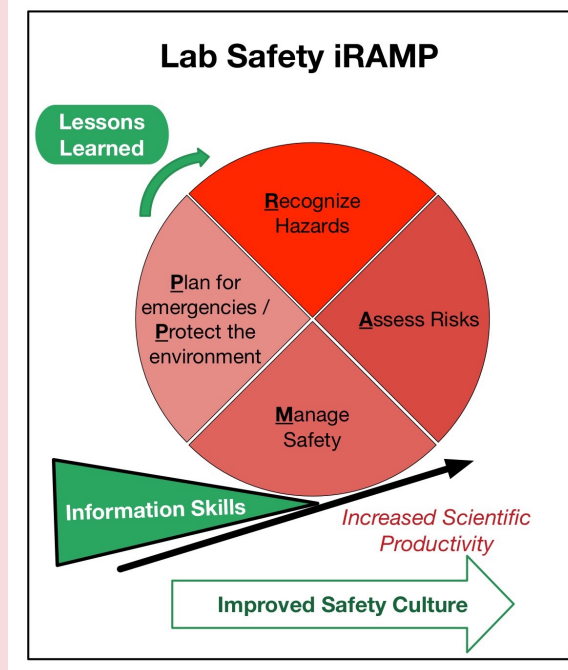 Lab Safety iRAMP
Lessons
Learned
Recognize
Hazards
Plan for
emergencies /
Protect the
environment
Assess Risks
Manage
Safety
Information Skills
Increased Scientific
Productivity
Improved Safety Culture